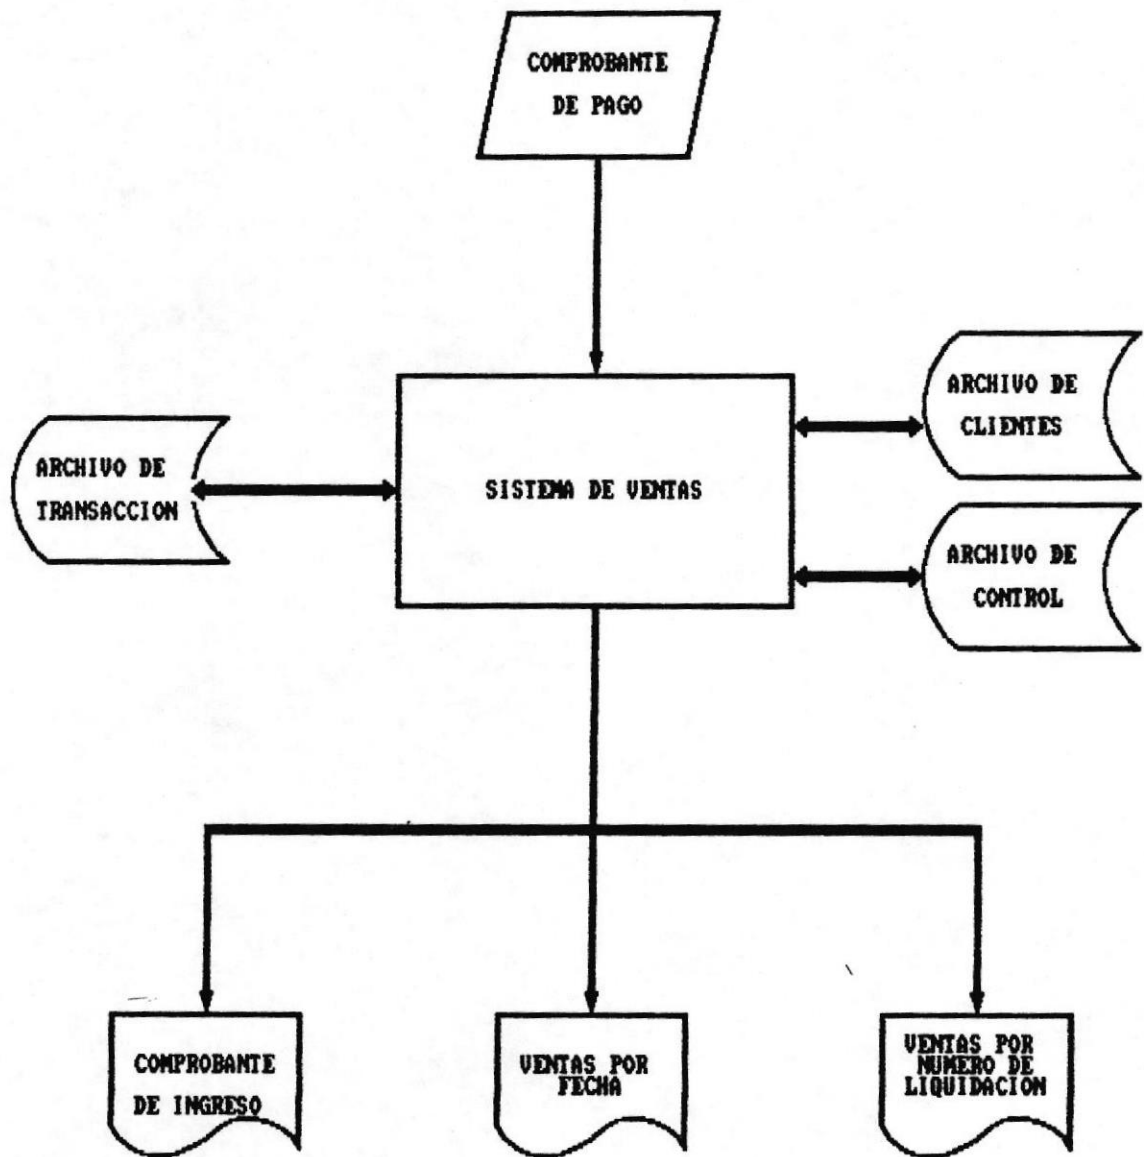 COMPROBANTE
DE PAGO
ARCHIVO DE
CLIENTES
ARCHIVO DE
TRANSACCION
SISTEMA DE VENTAS
ARCHIVO DE
CONTROL
COMPROBANTE
DE INGRESO
VENTAS POR
FECHA
VENTAS POR
NUMERO DE
LIQUIDACION